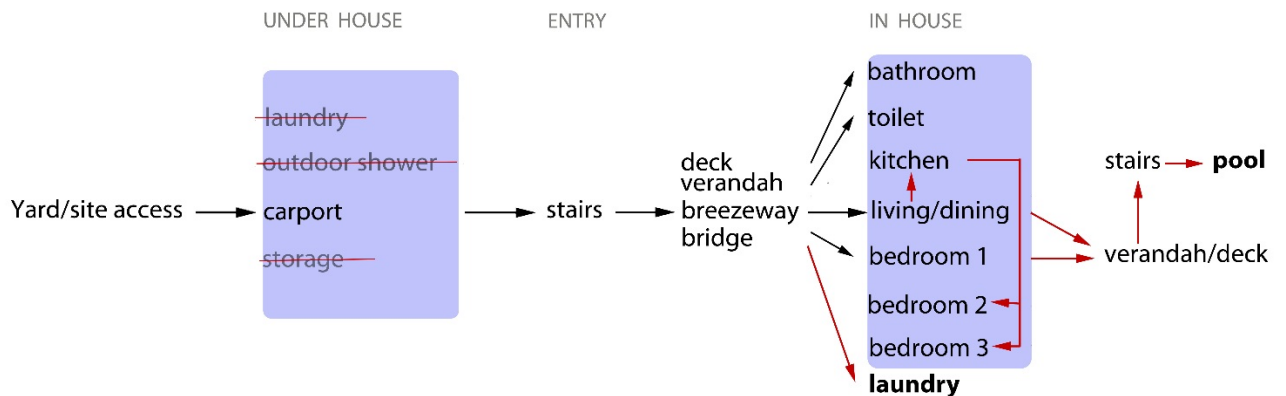 UNDER HOUSE
ENTRY
IN HOUSE
Yard/site access
laundry
outdoor shower
carport
storage
stairs
deck
verandah
breezeway
bridge
bathroom
toilet
kitchen
living/dining
bedroom 1
bedroom 2
bedroom 3
laundry
stairs
pool
verandah/deck